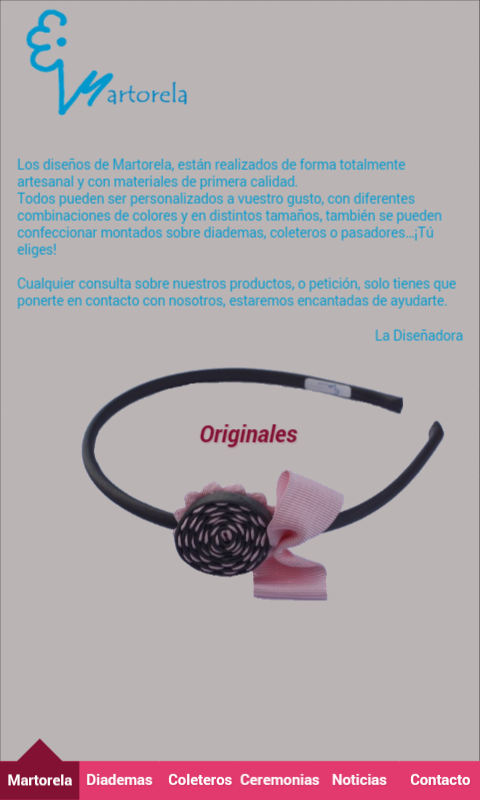 Martorela
Los diseños de Martorela, están realizados de forma totalmente
artesanal y con materiales de primera calidad.
Todos pueden ser personalizados a vuestro gusto, con diferentes
combinaciones de colores y en distintos tamaños, también se pueden
confeccionar montados sobre diademas, coleteros o pasadores...¡Tú
eliges!
Cualquier consulta sobre nuestros productos, o petición, solo tienes que
ponerte en contacto con nosotros, estaremos encantadas de ayudarte.
La Diseñadora
Originales
Martorela Diademas Coleteros Ceremonias Noticias Contacto